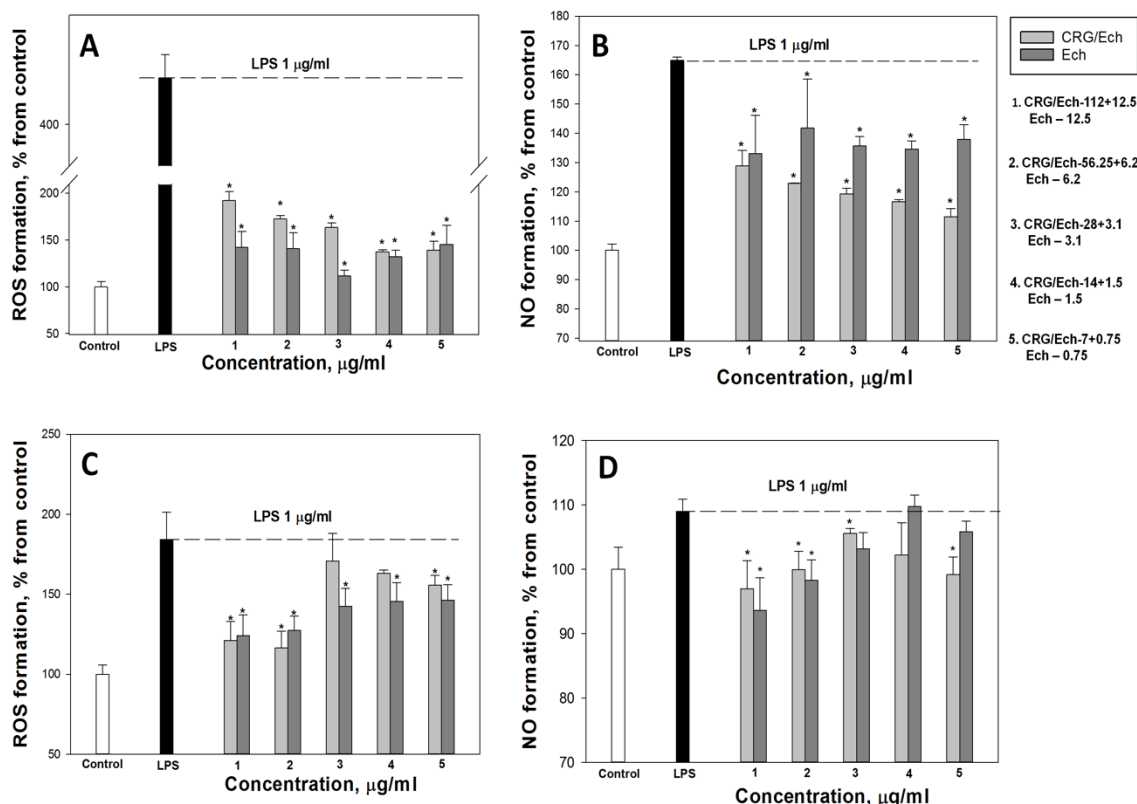 A
LPS 1 μg/ml
ROS formation, % from control
400
200
150
100
50
* * * * * * * * * *
Control LPS 1 2 3 4 5
Concentration, μg/ml
B
LPS 1 μg/ml
NO formation, % from control
180
170
160
150
140
130
120
110
100
90
80
70
* * * * * * * * * *
Control LPS 1 2 3 4 5
Concentration, μg/ml
CRG/Ech
Ech
1. CRG/Ech-112+12.5
Ech – 12.5
2. CRG/Ech-56.25+6.2
Ech – 6.2
3. CRG/Ech-28+3.1
Ech – 3.1
4. CRG/Ech-14+1.5
Ech – 1.5
5. CRG/Ech-7+0.75
Ech – 0.75
C
LPS 1 μg/ml
ROS formation, % from control
250
200
150
100
50
* * * * * * * *
Control LPS 1 2 3 4 5
Concentration, μg/ml
D
LPS 1 μg/ml
NO formation, % from control
120
110
100
90
80
70
* * * * * *
Control LPS 1 2 3 4 5
Concentration, μg/ml